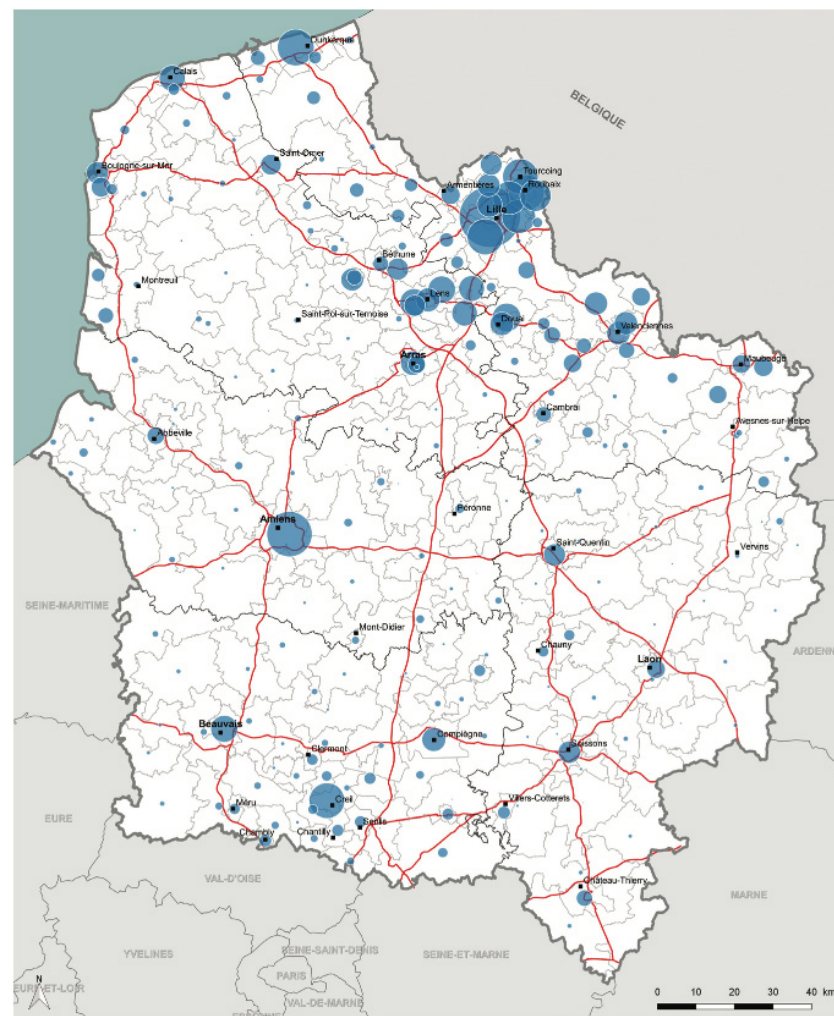 Dunkerque
Calais
BELGIQUE
Saint-Omer
Boulogne-sur-Mer
Tourcoing
Armentières
Roubaix
Lille
Béthune
Montreuil
Lens
Saint-Pol-sur-Ternoise
Douai
Valenciennes
Arras
Maubeuge
Cambrai
Avesnes-sur-Helpe
Abbeville
Péronne
Amiens
Saint-Quentin
Vervins
SEINE-MARITIME
Mont-Didier
Chauny
ARDENN
Laon
Beauvais
Compiègne
Soissons
Clermont
Villers-Cotterets
Creil
Méru
Senlis
EURE
Chambly
Chantilly
VAL-D'OISE
Château-Thierry
MARNE
YVELINES
SEINE-SAINT-DENIS
SEINE-ET-MARNE
PARIS
EURE-ET-LOIR
VAL-DE-MARNE
N
0 10 20 30 40 km